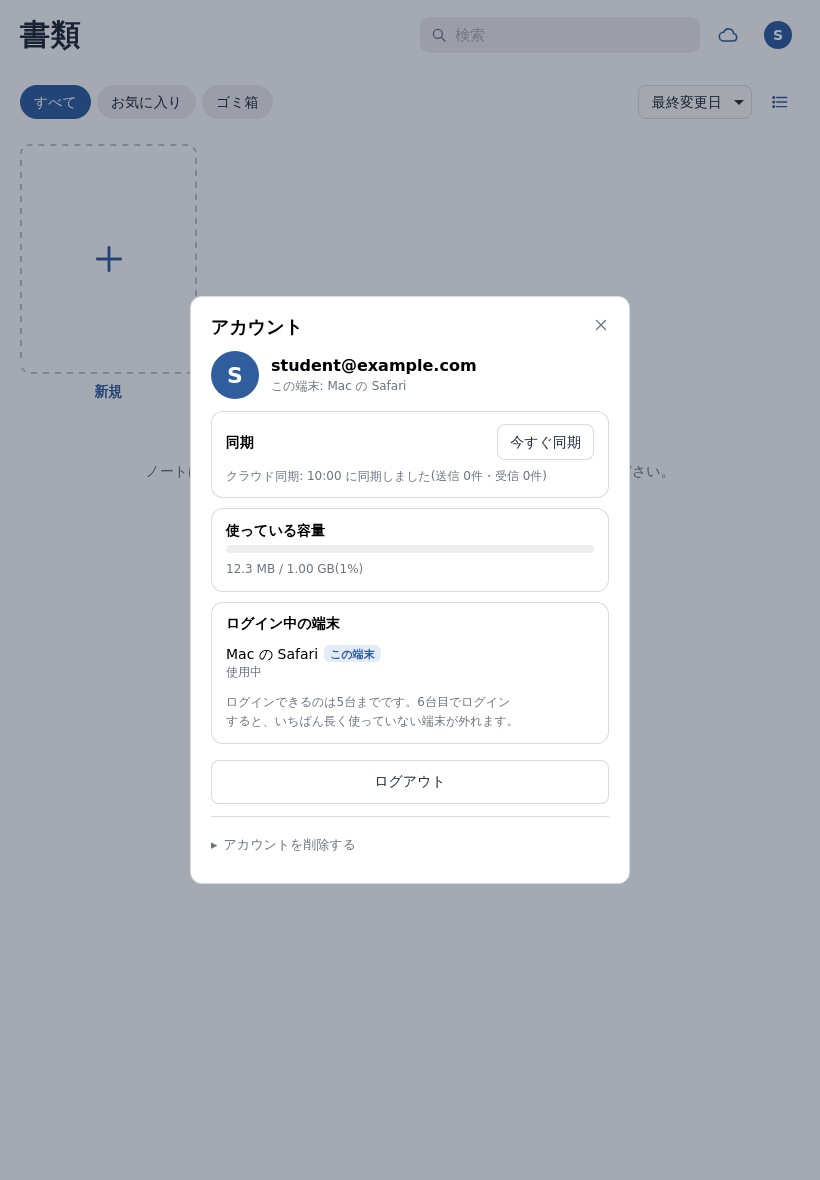 書類
検索
S
すべて
お気に入り
ゴミ箱
最終変更日
新規
ノート
さい。
アカウント
S
student@example.com
この端末: Mac の Safari
同期
今すぐ同期
クラウド同期: 10:00 に同期しました(送信 0件・受信 0件)
使っている容量
12.3 MB / 1.00 GB(1%)
ログイン中の端末
Mac の Safari この端末
使用中
ログインできるのは5台までです。6台目でログイン
すると、いちばん長く使っていない端末が外れます。
ログアウト
▸ アカウントを削除する